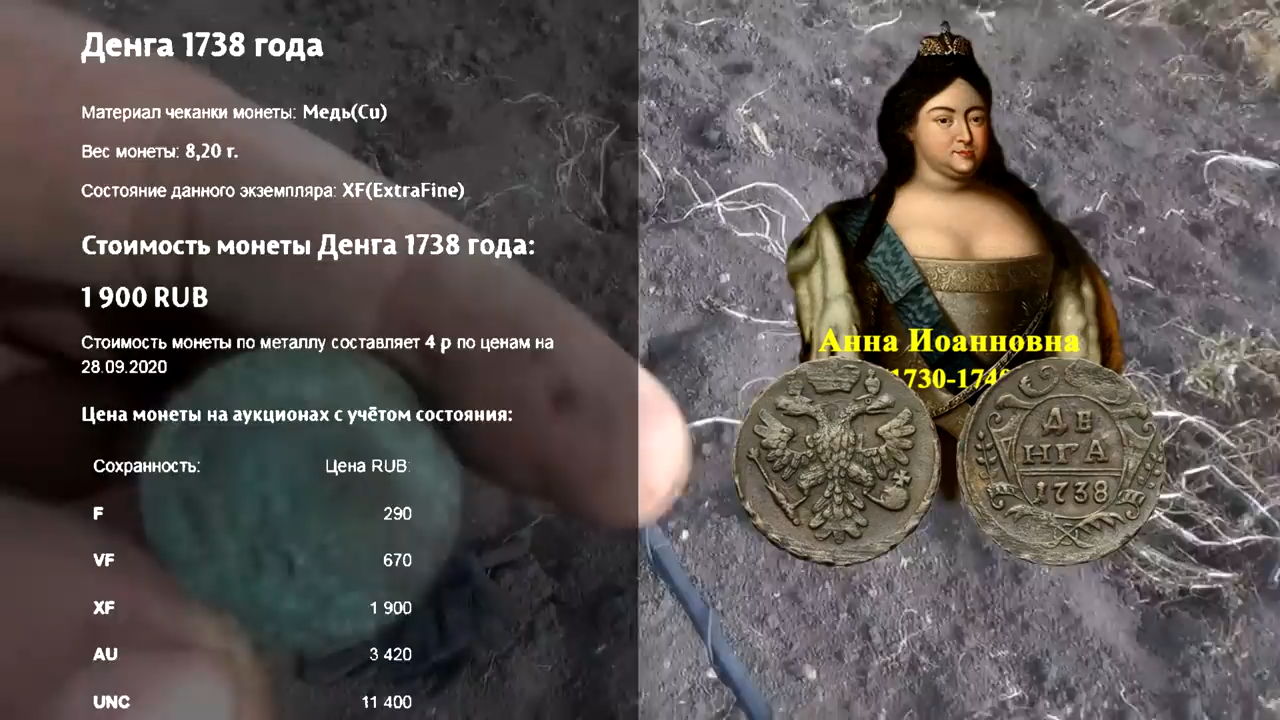 Денга 1738 года
Материал чеканки монеты: Медь(Cu)
Вес монеты: 8,20 г.
Состояние данного экземпляра: XF(ExtraFine)
Стоимость монеты Денга 1738 года:
1 900 RUB
Стоимость монеты по металлу составляет 4 р по ценам на
28.09.2020
Цена монеты на аукционах с учётом состояния:
Сохранность: Цена RUB:
F 290
VF 670
XF 1 900
AU 3 420
UNC 11 400
Анна Иоанновна
1730-174
ДЕ
НГА
1738